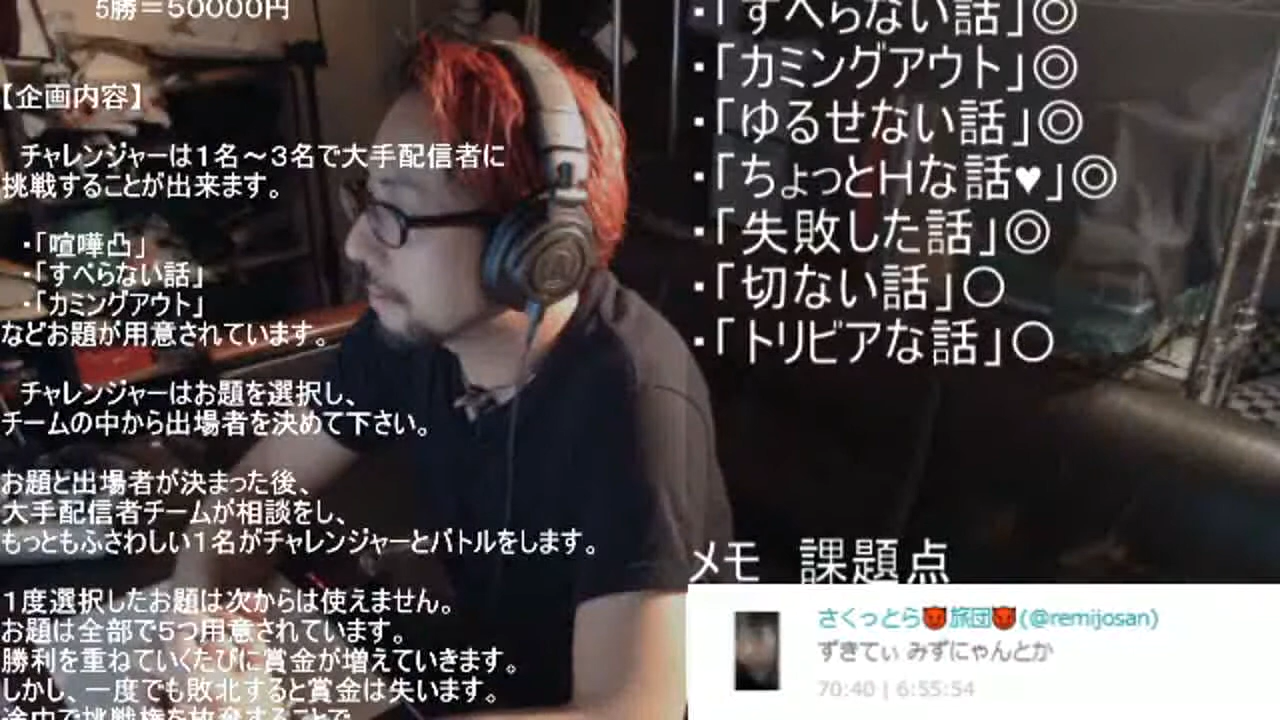 5勝＝50000円
【企画内容】
チャレンジャーは１名～３名で大手配信者に
挑戦することが出来ます。
・「喧嘩凸」
・「すべらない話」
・「カミングアウト」
などお題が用意されています。
チャレンジャーはお題を選択し、
チームの中から出場者を決めて下さい。
お題と出場者が決まった後、
大手配信者チームが相談をし、
もっともふさわしい１名がチャレンジャーとバトルをします。
１度選択したお題は次からは使えません。
お題は全部で５つ用意されています。
勝利を重ねていくたびに賞金が増えていきます。
しかし、一度でも敗北すると賞金は失います。
途中で挑戦権を放棄することで
・「すべらない話」◎
・「カミングアウト」◎
・「ゆるせない話」◎
・「ちょっとＨな話♥」◎
・「失敗した話」◎
・「切ない話」〇
・「トリビアな話」〇
メモ　課題点
さくっとら😈旅団😈(@remijosan)
ずきてぃ みずにゃんとか
70:40 | 6:55:54